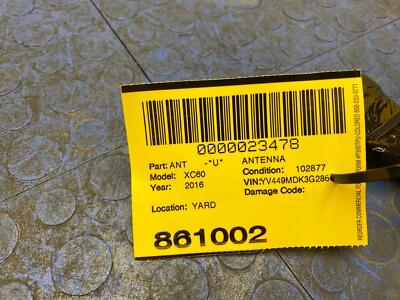 0000023478
Part: ANT -*U* ANTENNA
Model: XC60 Condition: 102877
Year: 2016 VIN:YV449MDK3G286
Damage Code:
Location: YARD
861002